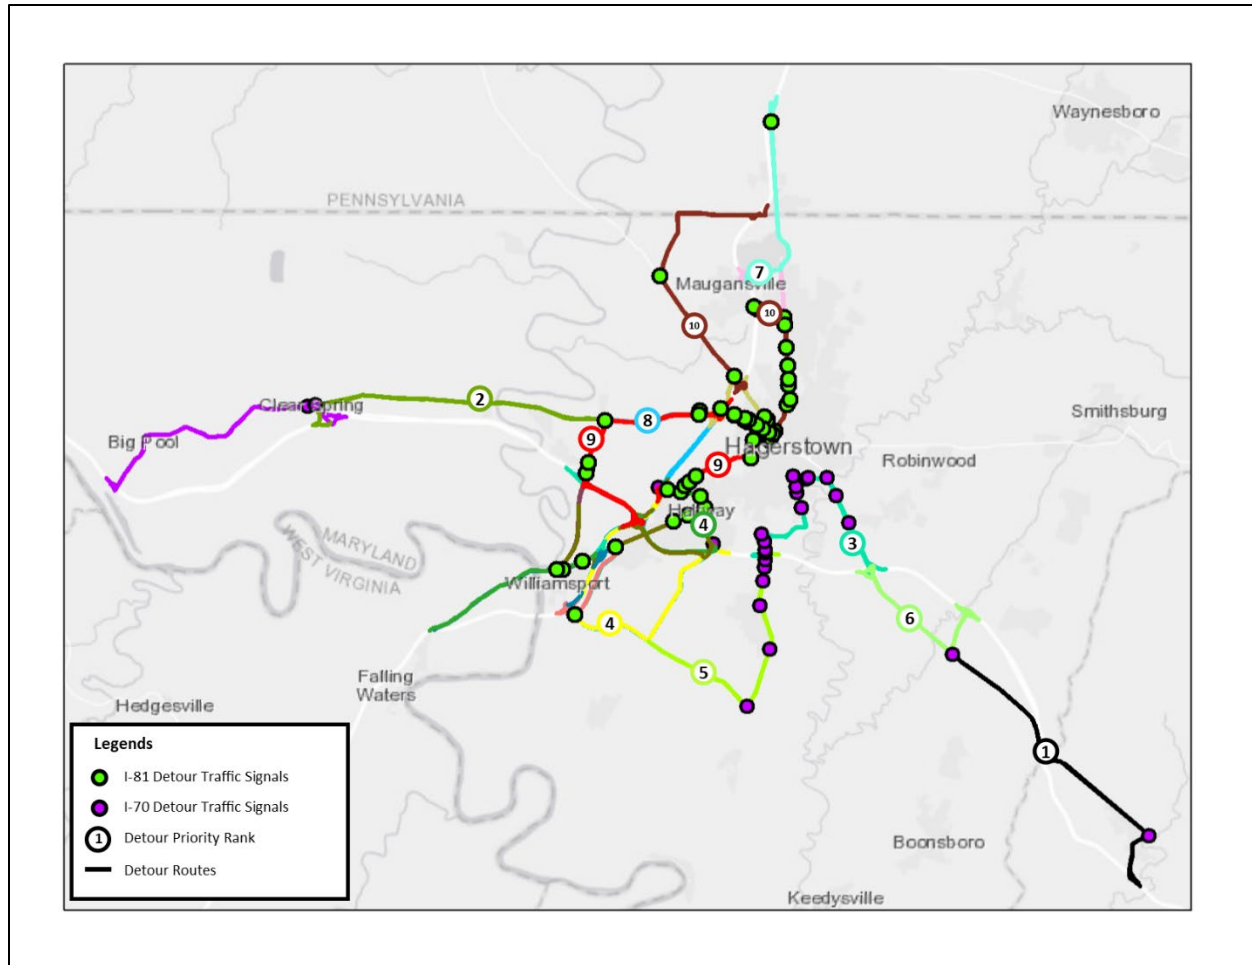 Waynesboro
PENNSYLVANIA
7
Maugansville
10
10
2
Clear Spring
8
Smithsburg
Big Pool
9
Hagerstown
Robinwood
9
Halfway
4
MARYLAND
WEST VIRGINIA
3
Williamsport
4
6
Falling
Waters
5
Hedgesville
1
Legends
I-81 Detour Traffic Signals
I-70 Detour Traffic Signals
1 Detour Priority Rank
Detour Routes
Boonsboro
Keedysville